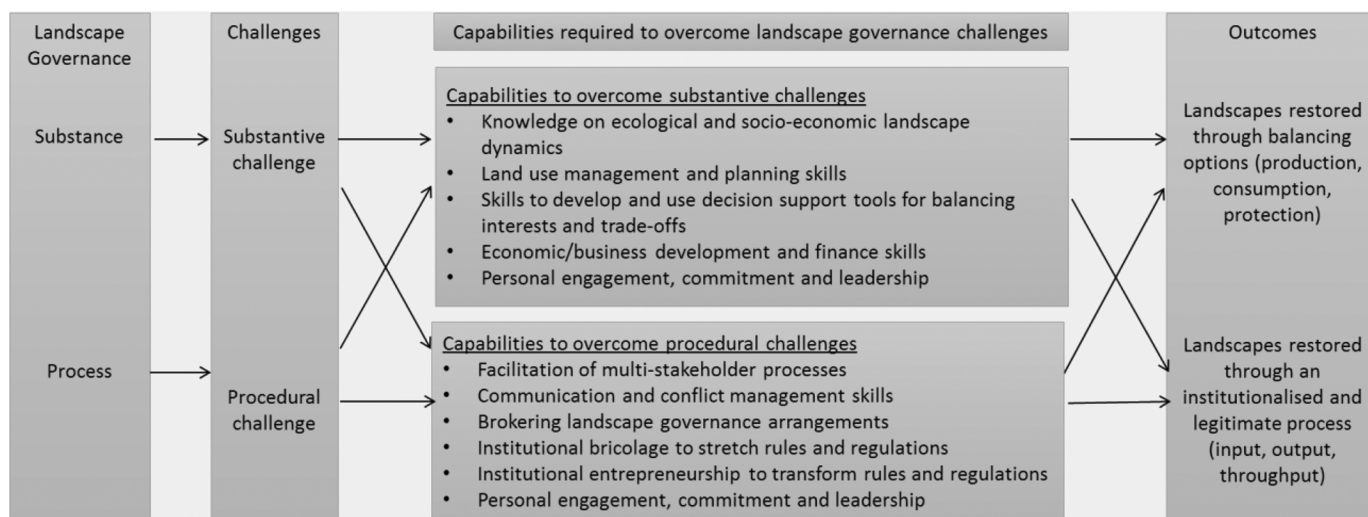 Landscape
Governance
Substance
Process
Challenges
Substantive
challenge
Procedural
challenge
Capabilities required to overcome landscape governance challenges
Capabilities to overcome substantive challenges
• Knowledge on ecological and socio-economic landscape
dynamics
• Land use management and planning skills
• Skills to develop and use decision support tools for balancing
interests and trade-offs
• Economic/business development and finance skills
• Personal engagement, commitment and leadership
Capabilities to overcome procedural challenges
• Facilitation of multi-stakeholder processes
• Communication and conflict management skills
• Brokering landscape governance arrangements
• Institutional bricolage to stretch rules and regulations
• Institutional entrepreneurship to transform rules and regulations
• Personal engagement, commitment and leadership
Outcomes
Landscapes restored
through balancing
options (production,
consumption,
protection)
Landscapes restored
through an
institutionalised and
legitimate process
(input, output,
throughput)